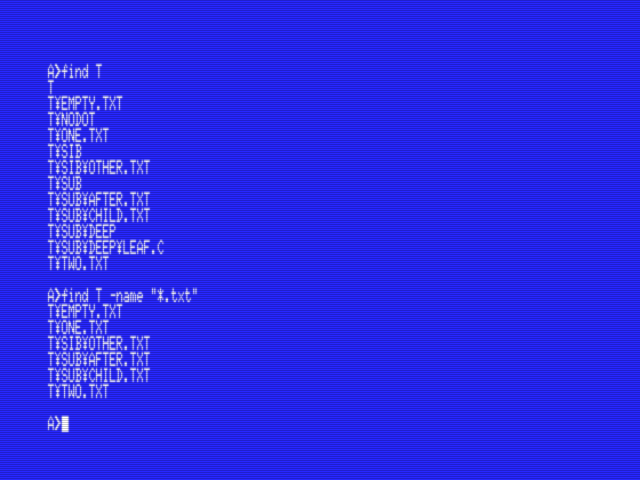 A>find T
T
T¥EMPTY.TXT
T¥NODOT
T¥ONE.TXT
T¥SIB
T¥SIB¥OTHER.TXT
T¥SUB
T¥SUB¥AFTER.TXT
T¥SUB¥CHILD.TXT
T¥SUB¥DEEP
T¥SUB¥DEEP¥LEAF.C
T¥TWO.TXT
A>find T -name "*.txt"
T¥EMPTY.TXT
T¥ONE.TXT
T¥SIB¥OTHER.TXT
T¥SUB¥AFTER.TXT
T¥SUB¥CHILD.TXT
T¥TWO.TXT
A>